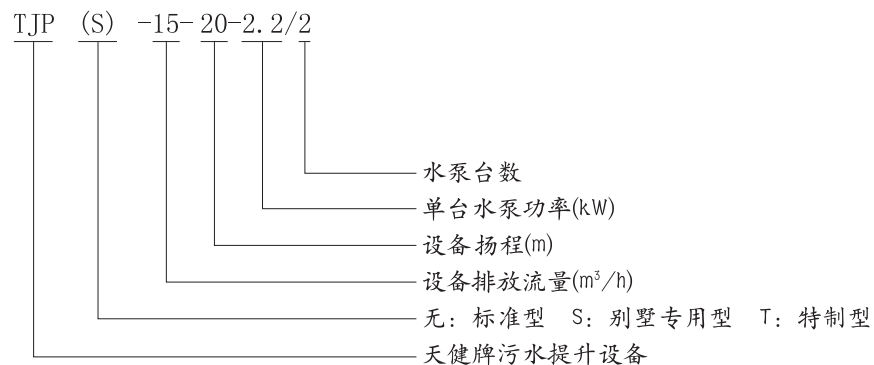 TJP (S) -15-20-2.2/2
水泵台数
单台水泵功率(kW)
设备扬程(m)
设备排放流量(m³/h)
无：标准型 S：别墅专用型 T：特制型
天健牌污水提升设备